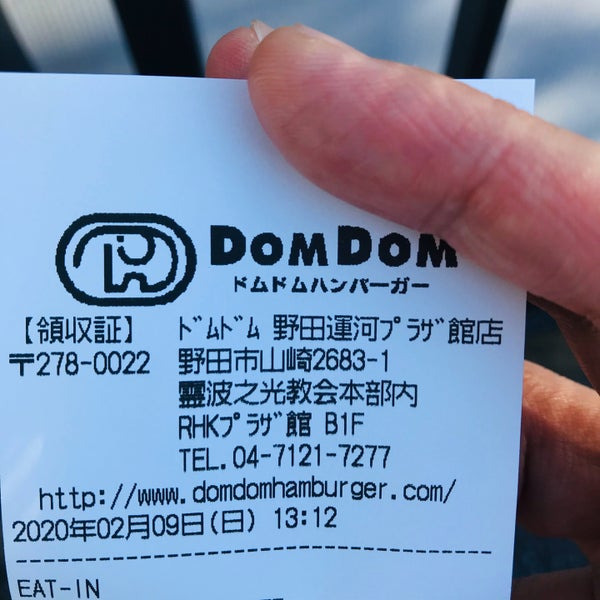 DOMDOM
ドムドムハンバーガー
【領収証】 ﾄﾞﾑﾄﾞﾑ 野田運河ﾌﾟﾗｻﾞ館店
〒278-0022 野田市山崎2683-1
靈波之光教会本部内
RHKﾌﾟﾗｻﾞ館 B1F
TEL.04-7121-7277
http://www.domdomhamburger.com/
2020年02月09日(日) 13:12
EAT-IN